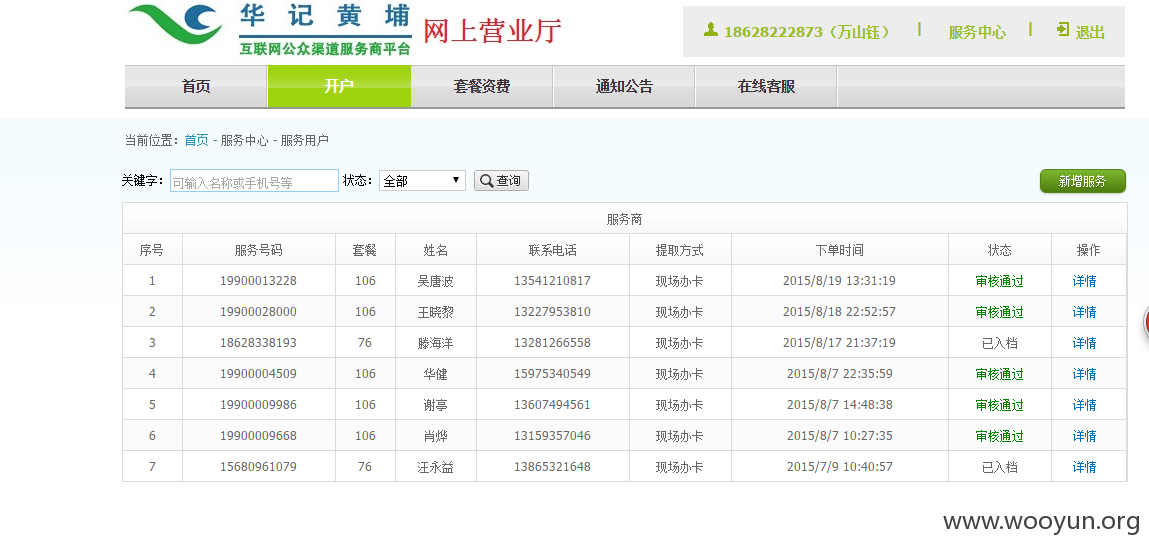 华记黄埔
互联网公众渠道服务商平台
网上营业厅
18628222873（万山钰） | 服务中心 | 退出
首页 开户 套餐资费 通知公告 在线客服
当前位置：首页 - 服务中心 - 服务用户
关键字： 可输入名称或手机号等 状态： 全部 查询 新增服务
服务商
序号 服务号码 套餐 姓名 联系电话 提取方式 下单时间 状态 操作
1 19900013228 106 吴唐波 13541210817 现场办卡 2015/8/19 13:31:19 审核通过 详情
2 19900028000 106 王晓黎 13227953810 现场办卡 2015/8/18 22:52:57 审核通过 详情
3 18628338193 76 滕海洋 13281266558 现场办卡 2015/8/17 21:37:19 已入档 详情
4 19900004509 106 华健 15975340549 现场办卡 2015/8/7 22:35:59 审核通过 详情
5 19900009986 106 谢亭 13607494561 现场办卡 2015/8/7 14:48:38 审核通过 详情
6 19900009668 106 肖烨 13159357046 现场办卡 2015/8/7 10:27:35 审核通过 详情
7 15680961079 76 汪永益 13865321648 现场办卡 2015/7/9 10:40:57 已入档 详情
www.wooyun.org